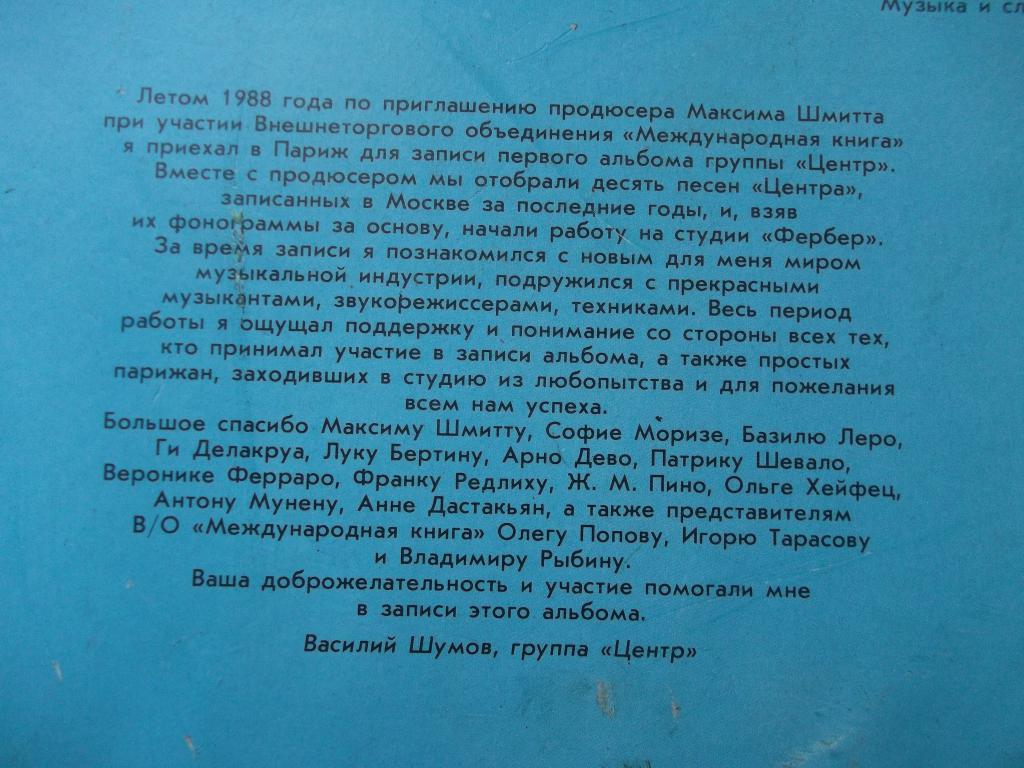 Музыка и сл
Летом 1988 года по приглашению продюсера Максима Шмитта
при участии Внешнеторгового объединения «Международная книга»
я приехал в Париж для записи первого альбома группы «Центр».
Вместе с продюсером мы отобрали десять песен «Центра»,
записанных в Москве за последние годы, и, взяв
их фонограммы за основу, начали работу на студии «Фербер».
За время записи я познакомился с новым для меня миром
музыкальной индустрии, подружился с прекрасными
музыкантами, звукорежиссерами, техниками. Весь период
работы я ощущал поддержку и понимание со стороны всех тех,
кто принимал участие в записи альбома, а также простых
парижан, заходивших в студию из любопытства и для пожелания
всем нам успеха.
Большое спасибо Максиму Шмитту, Софие Моризе, Базилю Леро,
Ги Делакруа, Луку Бертину, Арно Дево, Патрику Шевало,
Веронике Ферраро, Франку Редлиху, Ж. М. Пино, Ольге Хейфец,
Антону Мунену, Анне Дастакьян, а также представителям
В/О «Международная книга» Олегу Попову, Игорю Тарасову
и Владимиру Рыбину.
Ваша доброжелательность и участие помогали мне
в записи этого альбома.
Василий Шумов, группа «Центр»